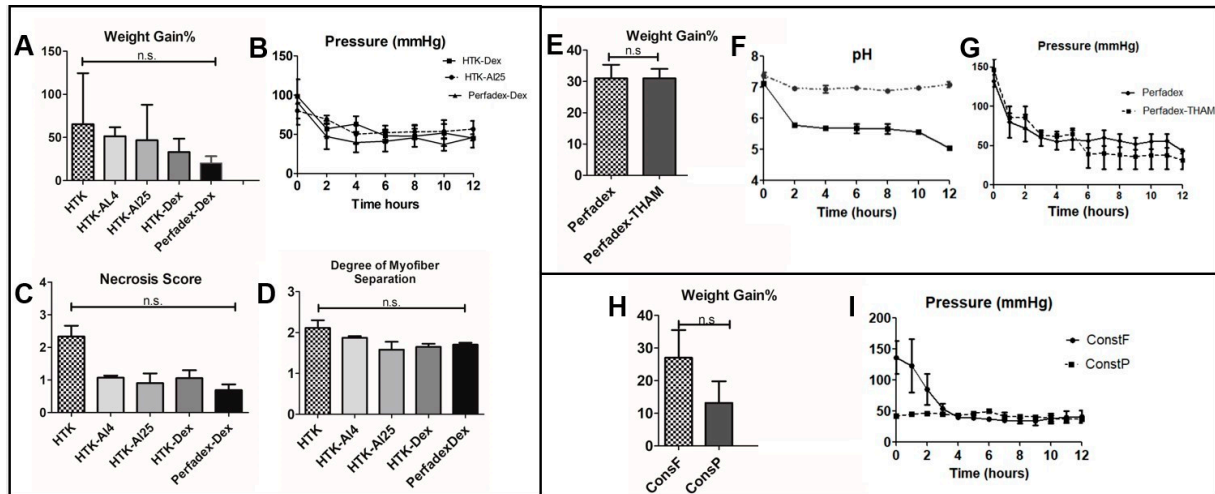 A
Weight Gain%
n.s.
150
100
50
0
HTK
HTK-AL4
HTK-Al25
HTK-Dex
Perfadex-Dex
B
Pressure (mmHg)
HTK-Dex
HTK-Al25
Perfadex-Dex
150
100
50
0
0 2 4 6 8 10 12
Time hours
C
Necrosis Score
n.s.
4
3
2
1
0
HTK
HTK-Al4
HTK-Al25
HTK-Dex
Perfadex-Dex
D
Degree of Myofiber
Separation
n.s.
3
2
1
0
HTK
HTK-Al4
HTK-Al25
HTK-Dex
PerfadexDex
E
Weight Gain%
n.s
40
30
20
10
0
Perfadex
Perfadex-THAM
F
pH
8
7
6
5
4
0 2 4 6 8 10 12
Time (hours)
G
Pressure (mmHg)
Perfadex
Perfadex-THAM
150
100
50
0
0 2 4 6 8 10 12
Time (hours)
H
Weight Gain%
n.s
40
30
20
10
0
ConsF
ConsP
I
Pressure (mmHg)
ConstF
ConstP
200
150
100
50
0
0 2 4 6 8 10 12
Time (hours)